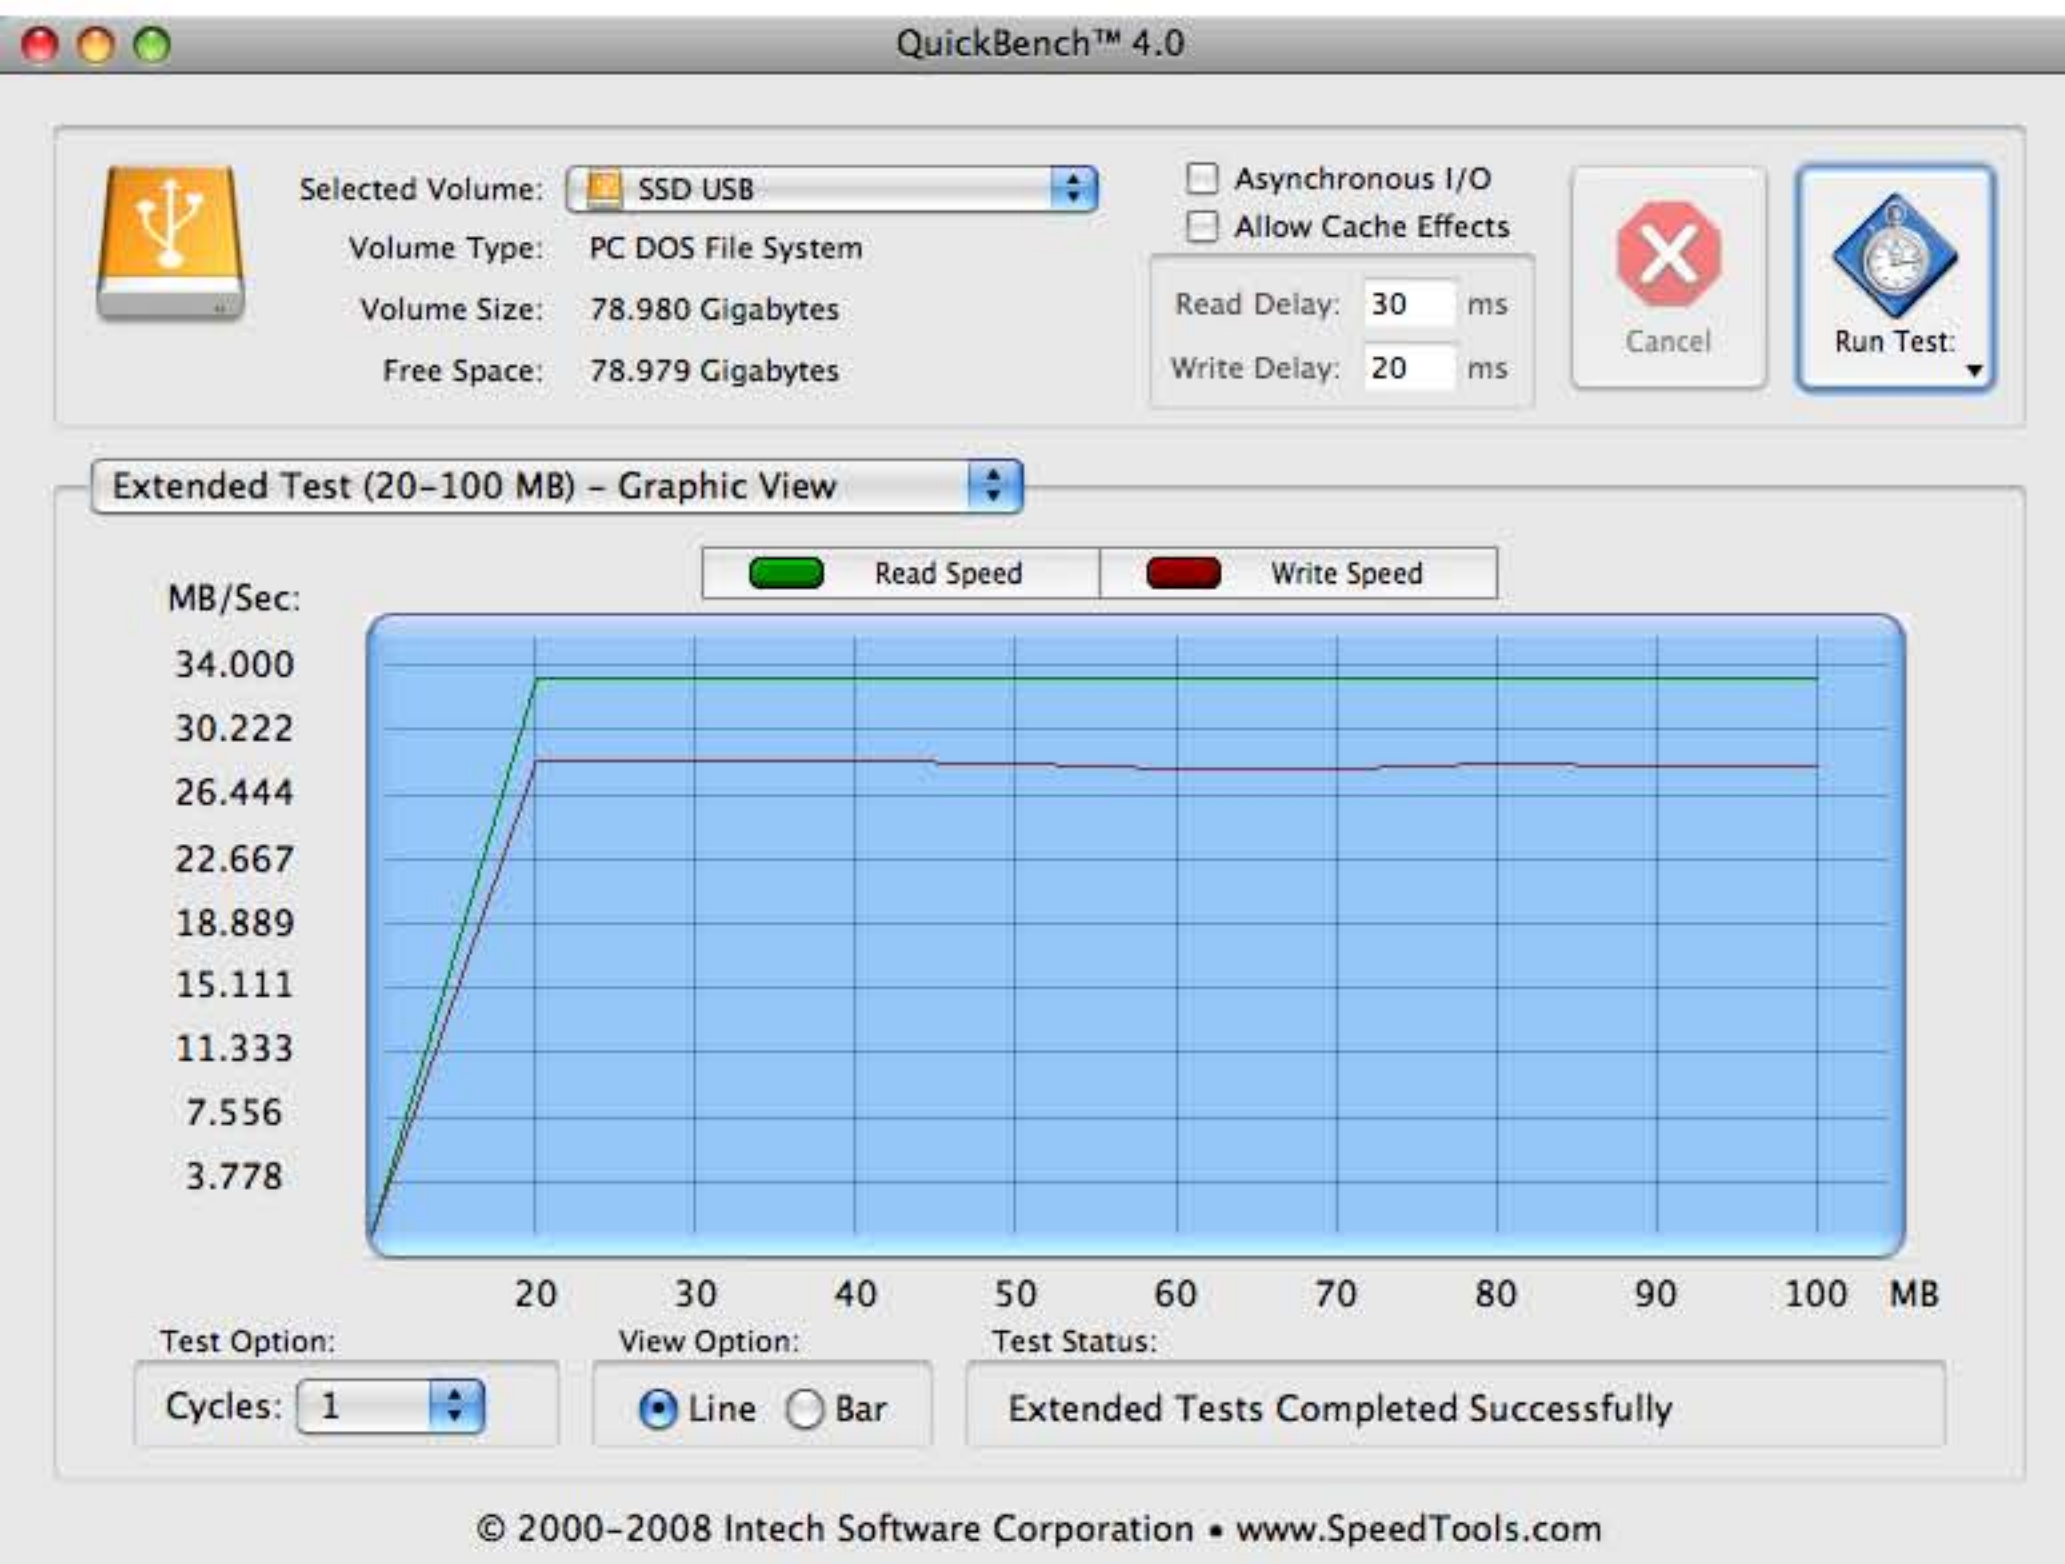 QuickBench™ 4.0
Selected Volume: SSD USB
Volume Type: PC DOS File System
Volume Size: 78.980 Gigabytes
Free Space: 78.979 Gigabytes
Asynchronous I/O
Allow Cache Effects
Read Delay: 30 ms
Write Delay: 20 ms
Cancel
Run Test:
Extended Test (20-100 MB) - Graphic View
Read Speed Write Speed
MB/Sec:
34.000
30.222
26.444
22.667
18.889
15.111
11.333
7.556
3.778
20 30 40 50 60 70 80 90 100 MB
Test Option: View Option: Test Status:
Cycles: 1 Line Bar Extended Tests Completed Successfully
© 2000-2008 Intech Software Corporation • www.SpeedTools.com